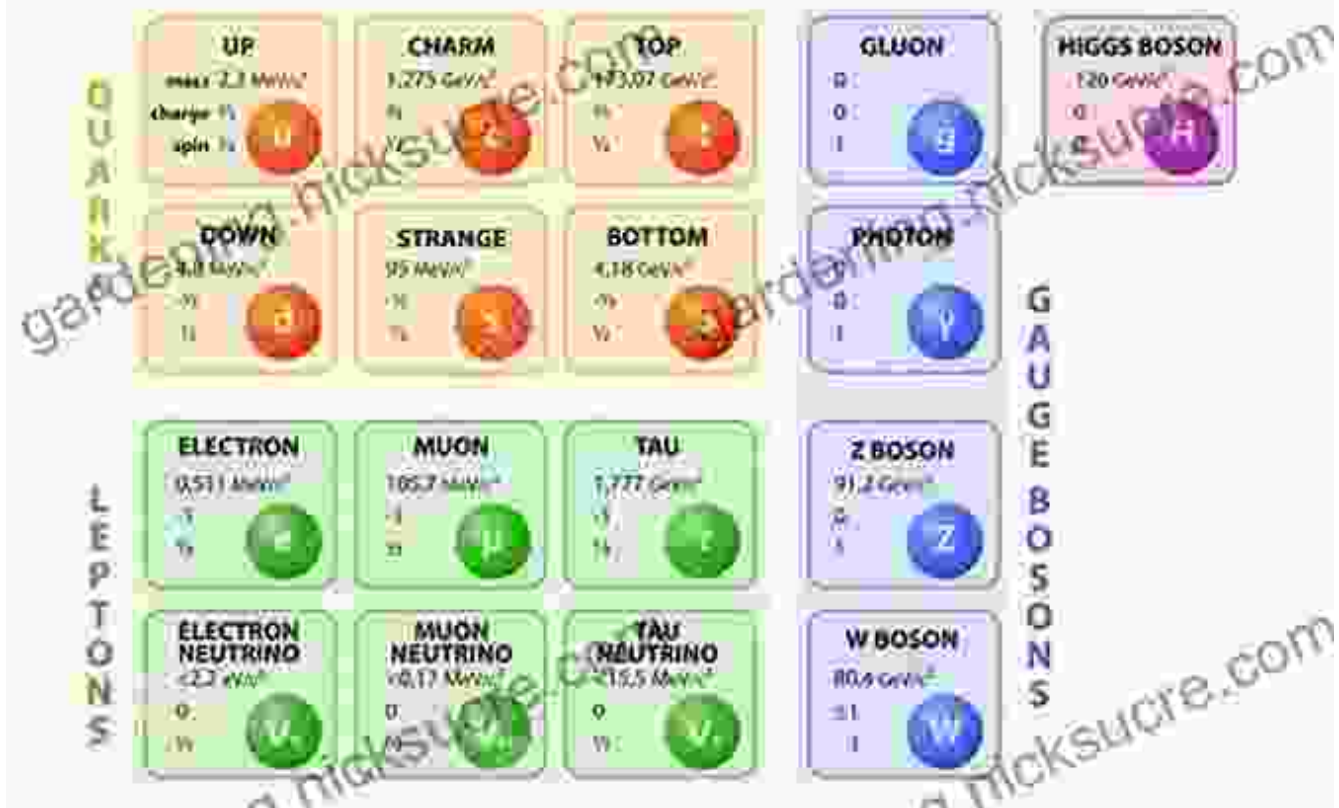 UP
mass 2,3 MeV/c²
charge ⅔
spin ½
u
CHARM
1,275 GeV/c²
⅔
½
c
TOP
173,07 GeV/c²
⅔
½
GLUON
0
0
1
g
HIGGS BOSON
0
H
QUARKS
DOWN
4,8 MeV/c²
-⅓
½
d
STRANGE
95 MeV/c²
-⅓
½
s
BOTTOM
4,18 GeV/c²
-⅓
½
b
PHOTON
0
0
1
γ
ELECTRON
0,511 MeV/c²
-1
½
e
MUON
105,7 MeV/c²
-1
½
μ
TAU
1,777 GeV/c²
-1
½
Z BOSON
91,2 GeV/c²
0
1
Z
GAUGE BOSONS
LEPTONS
ELECTRON
NEUTRINO
<2,2 eV/c²
0
½
MUON
NEUTRINO
<0,17 MeV/c²
0
½
TAU
NEUTRINO
<15,5 MeV/c²
0
½
W BOSON
80,4 GeV/c²
±1
1
W
gardening.nicksucre.com
gardening.nicksucre.com
g.nicksucre.com
g.nicksucre.com